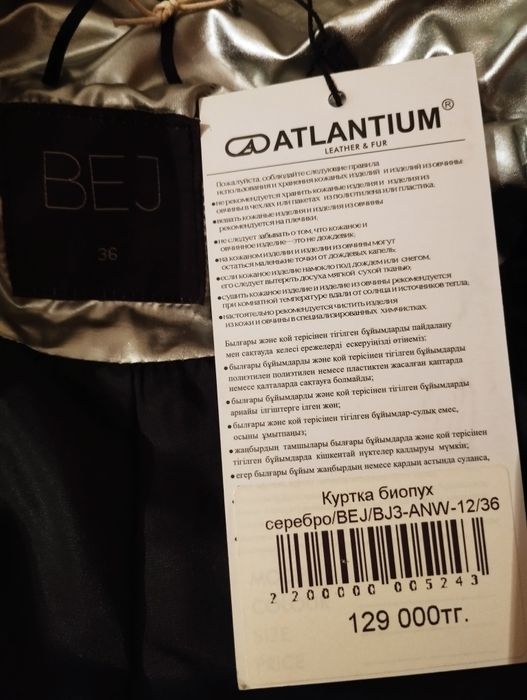 BEJ
36
ATLANTIUM®
LEATHER & FUR
Пожалуйста, соблюдайте следующие правила
использования и хранения кожаных изделий и изделий из овчины:
•не рекомендуется хранить кожаные изделия и изделия из
овчины в чехлах или пакетах из полиэтилена или пластика;
•вешать кожаные изделия и изделия из овчины
рекомендуется на плечики;
•не следует забывать о том, что кожаное и
овчинное изделие—это не дождевик;
•на кожаном изделии и изделии из овчины могут
остаться маленькие точки от дождевых капель;
•если кожаное изделие намокло под дождем или снегом,
его следует вытереть досуха мягкой сухой тканью;
•сушить кожаное изделие и изделие из овчины рекомендуется
при комнатной температуре вдали от солнца и источников тепла;
•настоятельно рекомендуется чистить изделия
из кожи и овчины в специализированных химчистках.
Былғары және қой терісінен тігілген бұйымдарды пайдалану
мен сақтауда келесі ережелерді ескеруіңізді өтінеміз:
•былғары бұйымдарды және қой терісінен тігілген бұйымдарды
полиэтилен полиэтилен немесе пластиктен жасалған қаптарда
немесе қалталарда сақтауға болмайды;
•былғары бұйымдарды және қой терісінен тігілген бұйымдарды
арнайы ілгіштерге ілген жөн;
•былғары және қой терісінен тігілген бұйымдар-сулық емес,
осыны ұмытпаңыз;
•жаңбырдың тамшылары былғары бұйымдарда және қой терісінен
тігілген бұйымдарда кішкентай нүктелер қалдыруы мүмкін;
•егер былғары бұйым жаңбырдың немесе қардың астында суланса,
Куртка биопух
серебро/BEJ/BJ3-ANW-12/36
2 200000 005243
129 000тг.
COLOUR
SIZE
PRICE